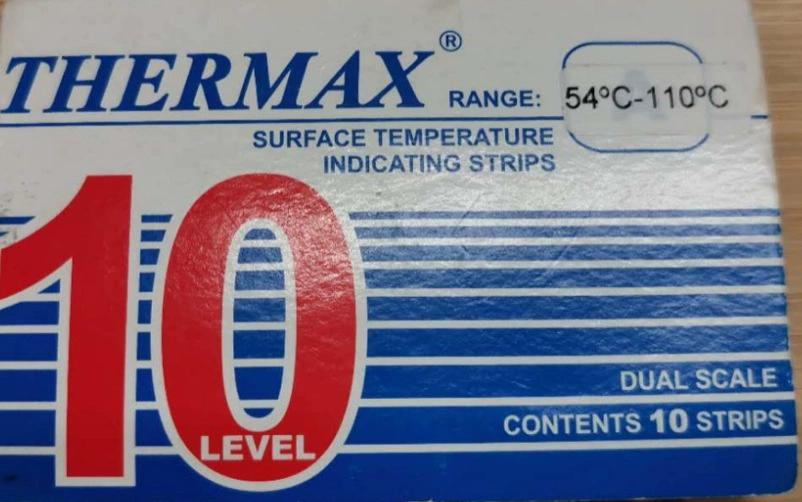 THERMAX®
RANGE: 54°C-110°C
A
SURFACE TEMPERATURE
INDICATING STRIPS
10
LEVEL
DUAL SCALE
CONTENTS 10 STRIPS